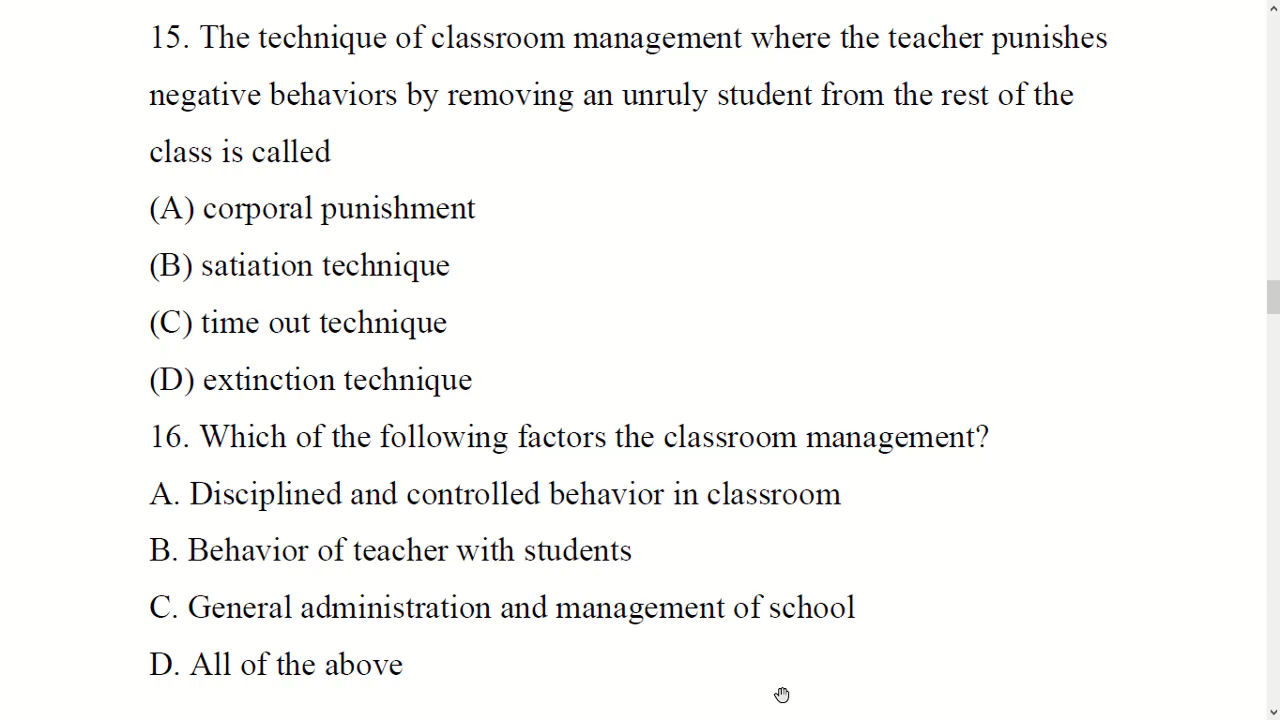 15. The technique of classroom management where the teacher punishes
negative behaviors by removing an unruly student from the rest of the
class is called
(A) corporal punishment
(B) satiation technique
(C) time out technique
(D) extinction technique
16. Which of the following factors the classroom management?
A. Disciplined and controlled behavior in classroom
B. Behavior of teacher with students
C. General administration and management of school
D. All of the above